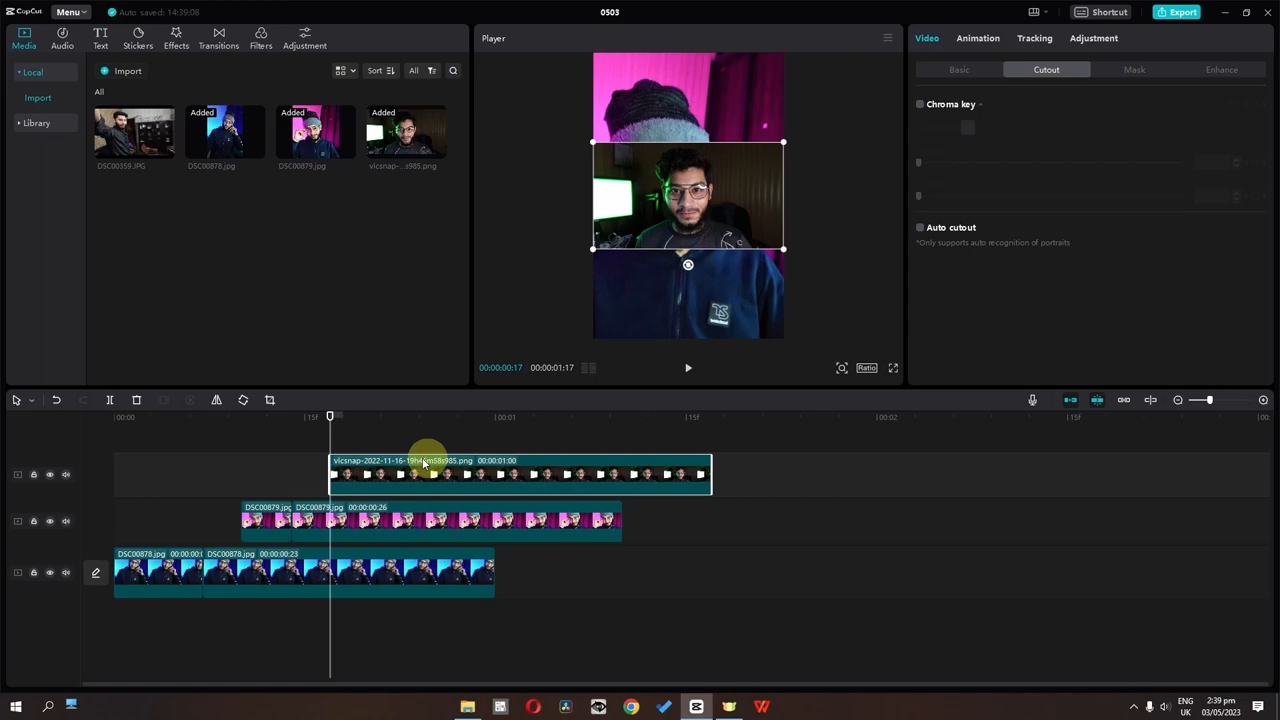 CapCut
Menu
Auto saved: 14:39:08
0503
Shortcut
Export
Media
Audio
Text
Stickers
Effects
Transitions
Filters
Adjustment
Player
Video
Animation
Tracking
Adjustment
Local
Import
Sort
All
Basic
Cutout
Mask
Enhance
Import
All
Library
Added
Added
Added
DSC00359.JPG
DSC00878.jpg
DSC00879.jpg
vlcsnap-...s985.png
Chroma key
Auto cutout
*Only supports auto recognition of portraits
00:00:00:17
00:00:01:17
Ratio
00:00
15f
00:01
15f
00:02
15f
00:
vlcsnap-2022-11-16-19h46m58s985.png 00:00:01:00
DSC00879.jpg
DSC00879.jpg 00:00:00:26
DSC00878.jpg 00:00:00:0
DSC00878.jpg 00:00:00:23
ENG
UK
2:39 pm
03/05/2023